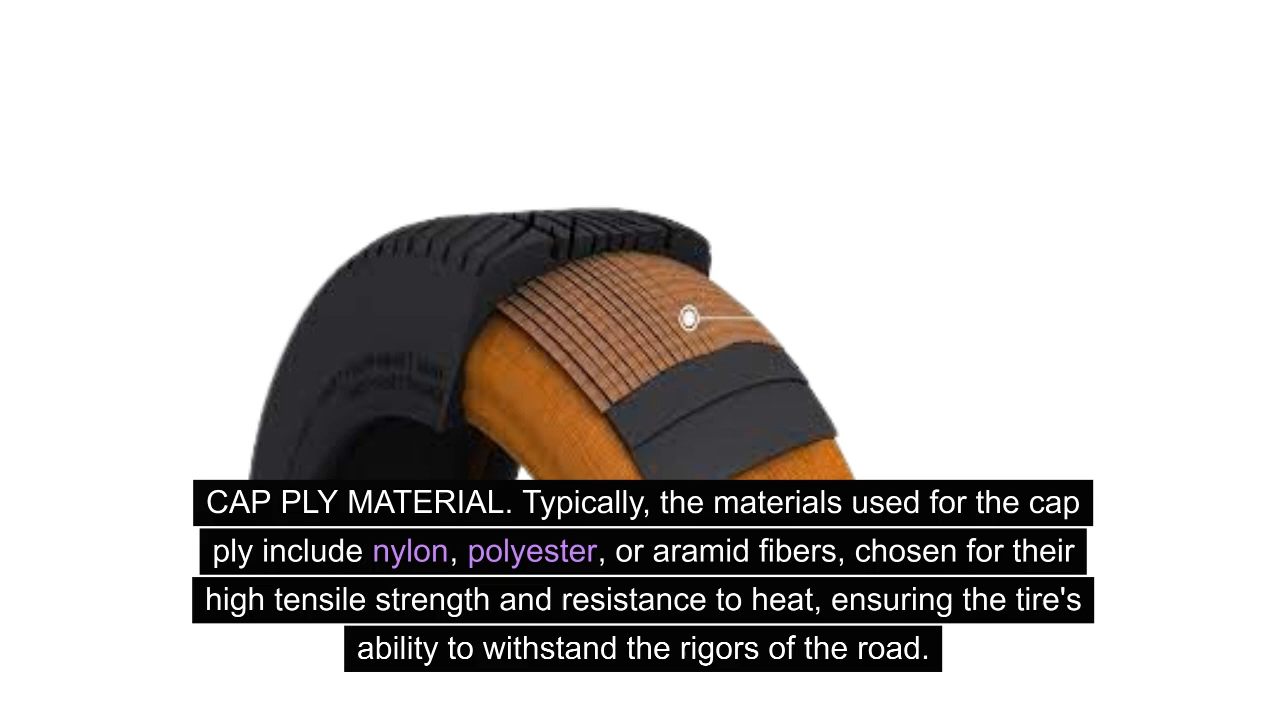 CAP PLY MATERIAL. Typically, the materials used for the cap
ply include nylon, polyester, or aramid fibers, chosen for their
high tensile strength and resistance to heat, ensuring the tire's
ability to withstand the rigors of the road.